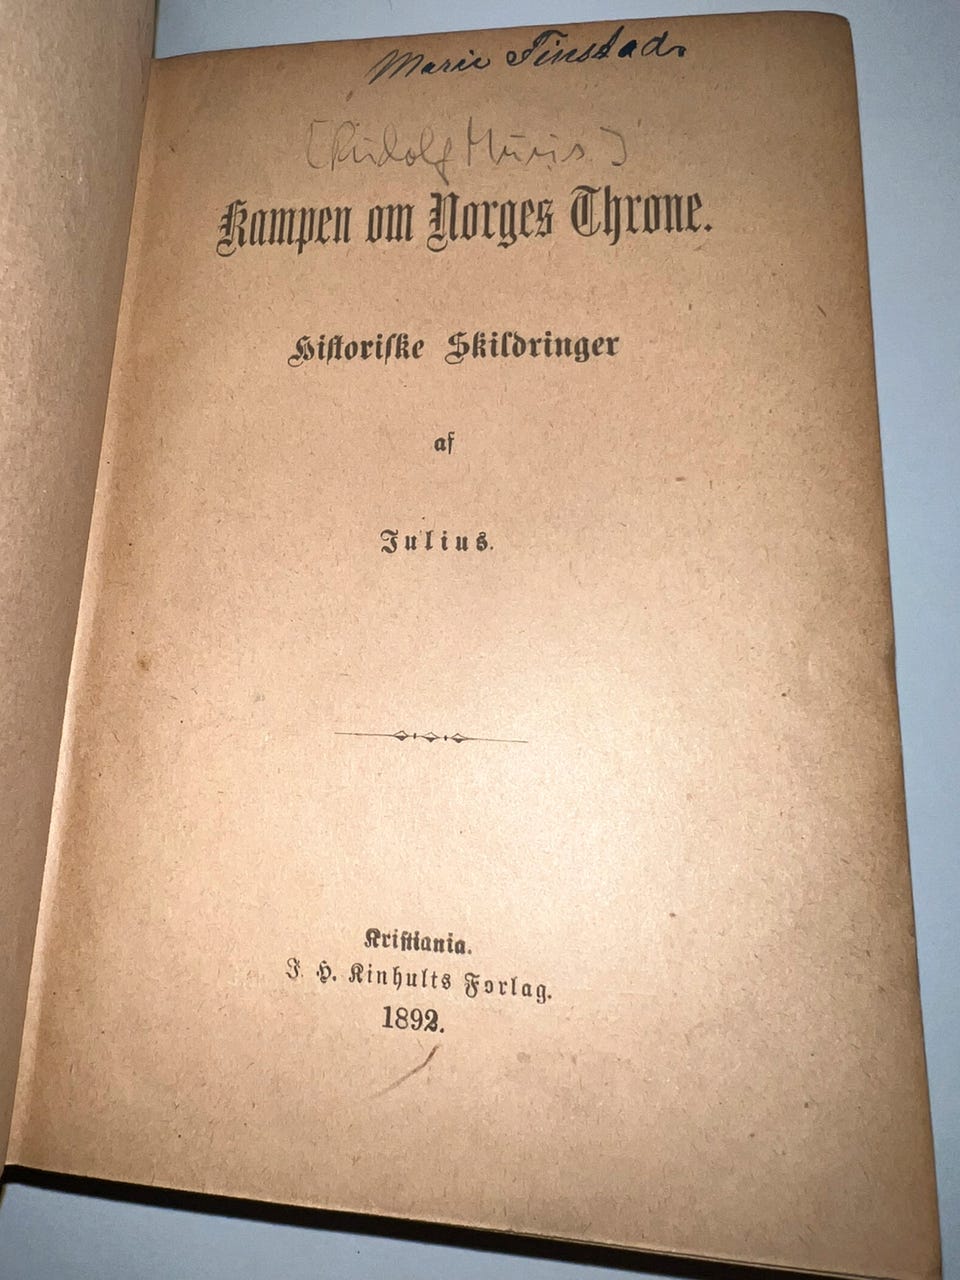 Marie Finstad.
[Rudolf Muus]
Kampen om Norges Throne.
Historiske Skildringer
af
Julius.
Kristiania.
J. H. Kinhults Forlag.
1892.